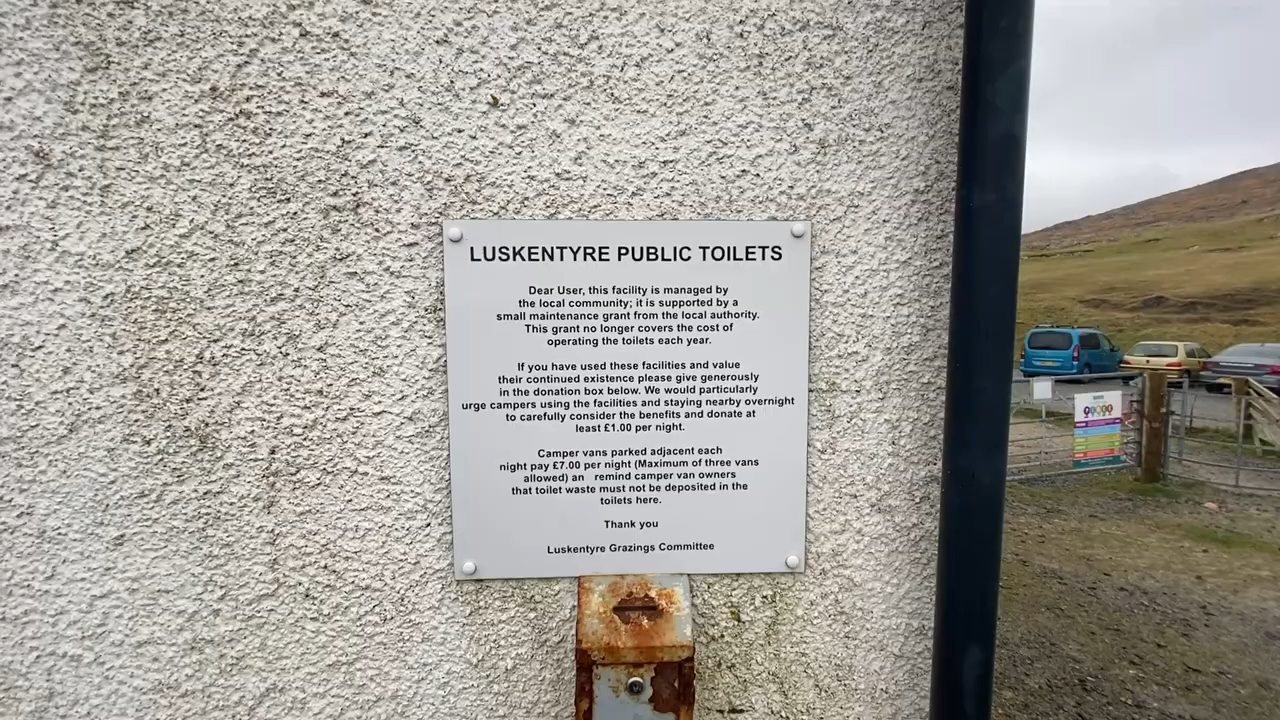 LUSKENTYRE PUBLIC TOILETS
Dear User, this facility is managed by
the local community; it is supported by a
small maintenance grant from the local authority.
This grant no longer covers the cost of
operating the toilets each year.
If you have used these facilities and value
their continued existence please give generously
in the donation box below. We would particularly
urge campers using the facilities and staying nearby overnight
to carefully consider the benefits and donate at
least £1.00 per night.
Camper vans parked adjacent each
night pay £7.00 per night (Maximum of three vans
allowed) an remind camper van owners
that toilet waste must not be deposited in the
toilets here.
Thank you
Luskentyre Grazings Committee